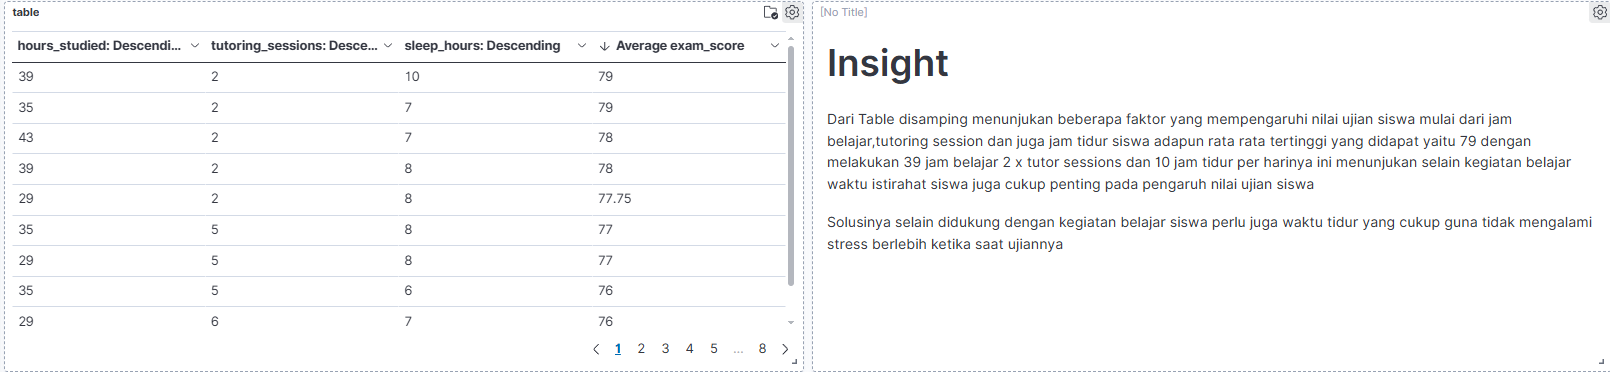 table
hours_studied: Descendi...
tutoring_sessions: Desce...
sleep_hours: Descending
Average exam_score
39 2 10 79
35 2 7 79
43 2 7 78
39 2 8 78
29 2 8 77.75
35 5 8 77
29 5 8 77
35 5 6 76
29 6 7 76
1 2 3 4 5 ... 8
[No Title]
Insight
Dari Table disamping menunjukan beberapa faktor yang mempengaruhi nilai ujian siswa mulai dari jam
belajar,tutoring session dan juga jam tidur siswa adapun rata rata tertinggi yang didapat yaitu 79 dengan
melakukan 39 jam belajar 2 x tutor sessions dan 10 jam tidur per harinya ini menunjukan selain kegiatan belajar
waktu istirahat siswa juga cukup penting pada pengaruh nilai ujian siswa
Solusinya selain didukung dengan kegiatan belajar siswa perlu juga waktu tidur yang cukup guna tidak mengalami
stress berlebih ketika saat ujiannya